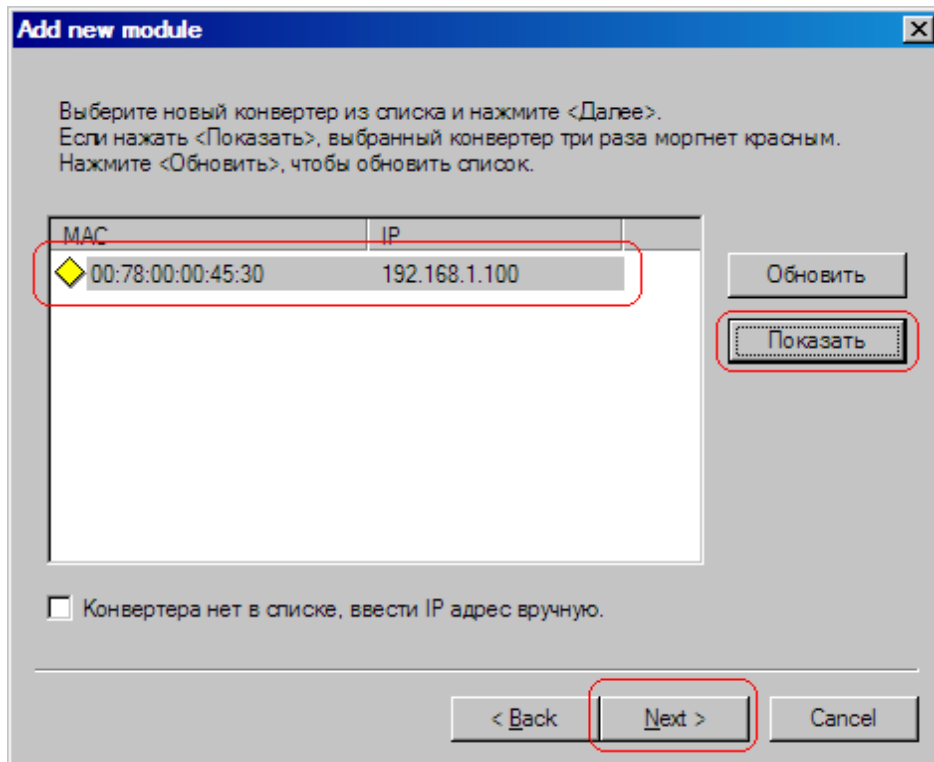 Add new module
Выберите новый конвертер из списка и нажмите <Далее>.
Если нажать <Показать>, выбранный конвертер три раза моргнет красным.
Нажмите <Обновить>, чтобы обновить список.
MAC IP
00:78:00:00:45:30 192.168.1.100
Обновить
Показать
Конвертера нет в списке, ввести IP адрес вручную.
< Back Next > Cancel